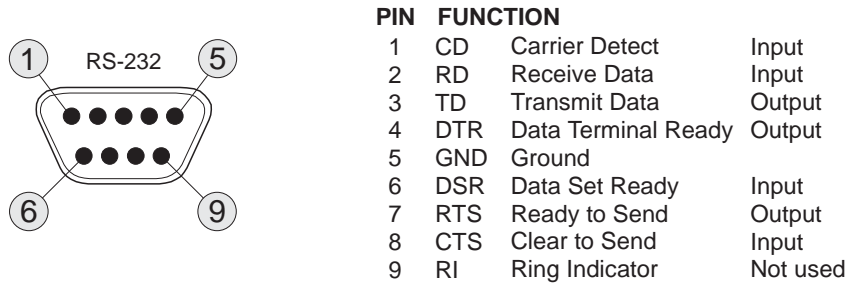 RS-232
1
5
6
9
PIN FUNCTION
1 CD Carrier Detect Input
2 RD Receive Data Input
3 TD Transmit Data Output
4 DTR Data Terminal Ready Output
5 GND Ground
6 DSR Data Set Ready Input
7 RTS Ready to Send Output
8 CTS Clear to Send Input
9 RI Ring Indicator Not used